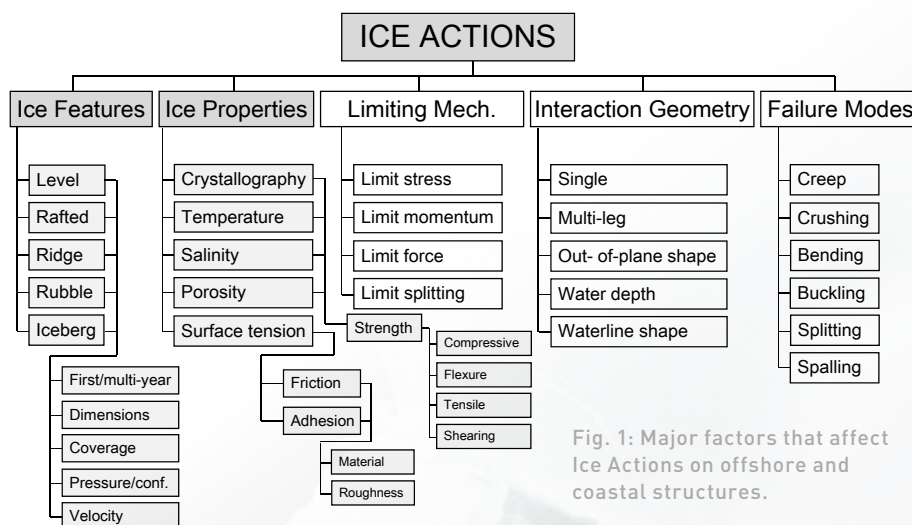 ICE ACTIONS
Ice Features
Ice Properties
Limiting Mech.
Interaction Geometry
Failure Modes
Level
Rafted
Ridge
Rubble
Iceberg
First/multi-year
Dimensions
Coverage
Pressure/conf.
Velocity
Crystallography
Temperature
Salinity
Porosity
Surface tension
Friction
Adhesion
Material
Roughness
Strength
Compressive
Flexure
Tensile
Shearing
Limit stress
Limit momentum
Limit force
Limit splitting
Single
Multi-leg
Out- of-plane shape
Water depth
Waterline shape
Creep
Crushing
Bending
Buckling
Splitting
Spalling
Fig. 1: Major factors that affect
Ice Actions on offshore and
coastal structures.